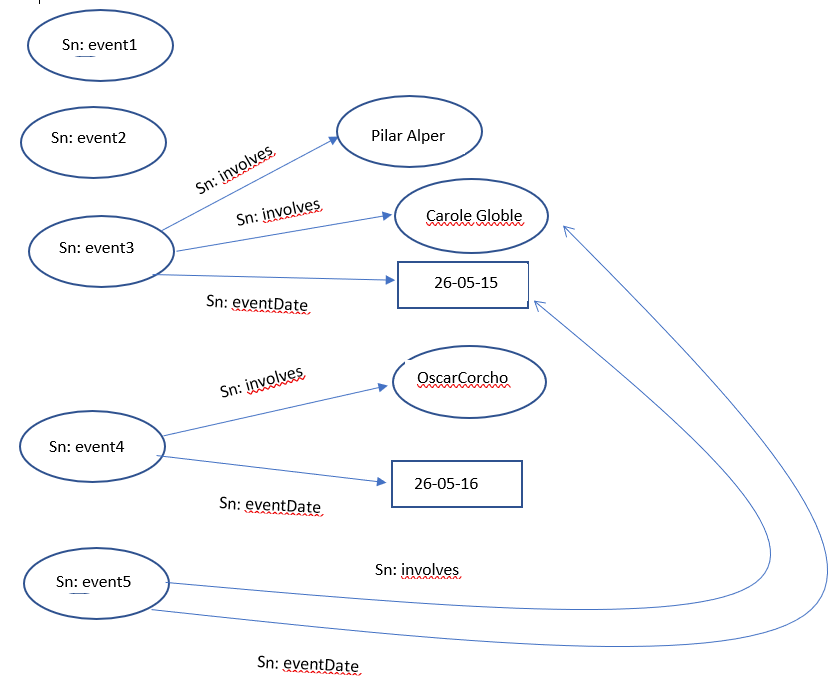 Sn: event1
Sn: event2
Sn: involves
Pilar Alper
Sn: involves
Carole Globle
Sn: event3
26-05-15
Sn: eventDate
Sn: involves
OscarCorcho
Sn: event4
26-05-16
Sn: eventDate
Sn: involves
Sn: event5
Sn: eventDate